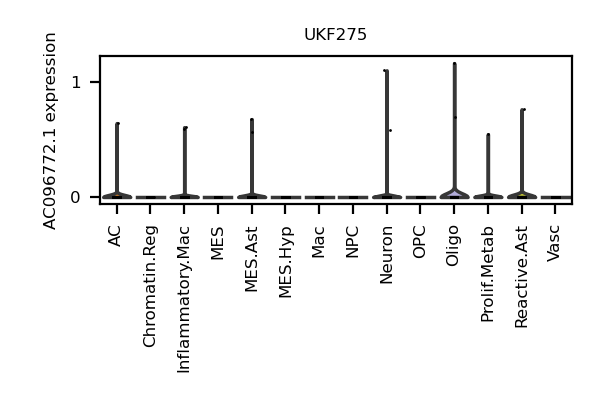 UKF275
AC096772.1 expression
1
0
AC
Chromatin.Reg
Inflammatory.Mac
MES
MES.Ast
MES.Hyp
Mac
NPC
Neuron
OPC
Oligo
Prolif.Metab
Reactive.Ast
Vasc